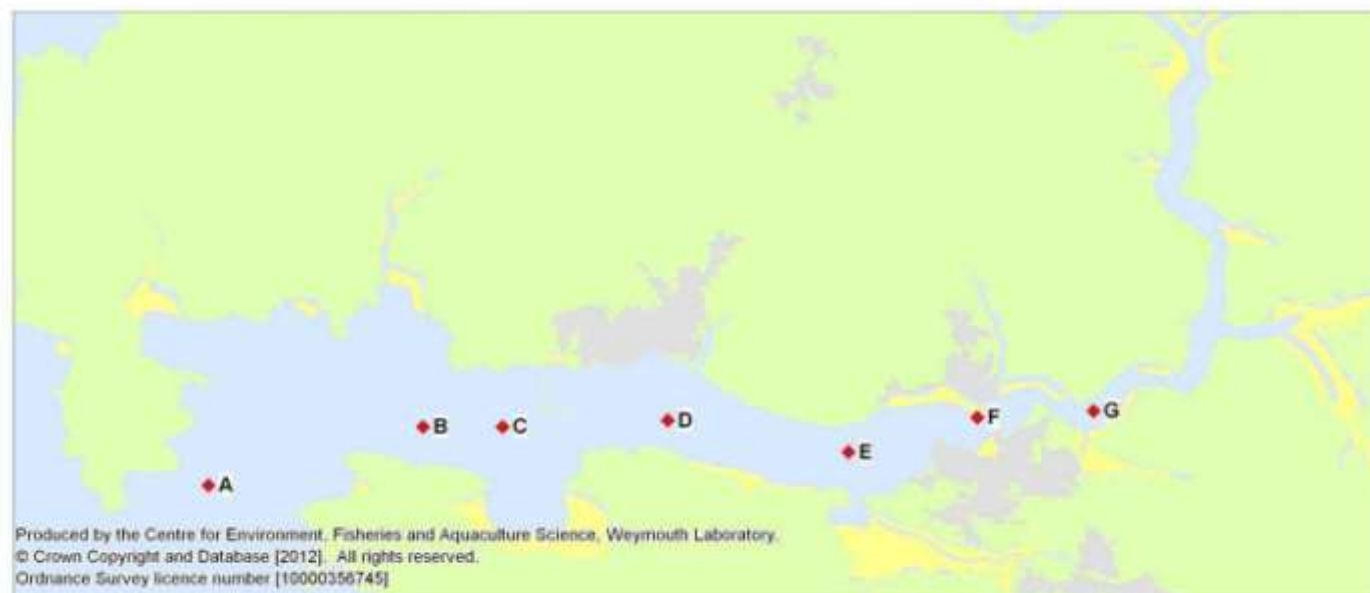 A
B
C
D
E
F
G
Produced by the Centre for Environment, Fisheries and Aquaculture Science, Weymouth Laboratory.
© Crown Copyright and Database [2012].  All rights reserved.
Ordnance Survey licence number [10000356745]